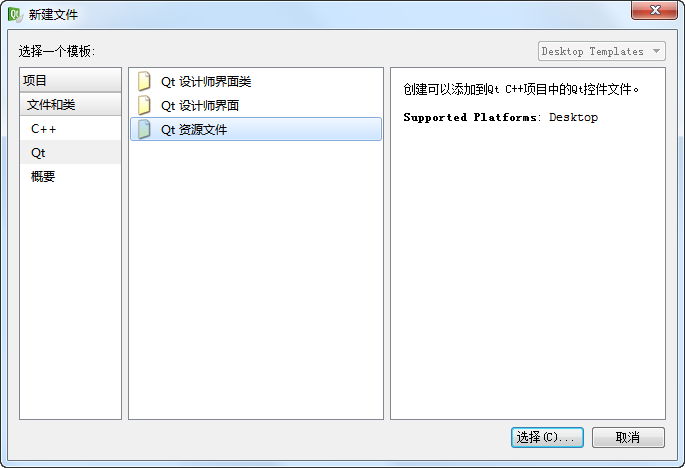 新建文件
选择一个模板:
Desktop Templates
项目
文件和类
C++
Qt
概要
Qt 设计师界面类
Qt 设计师界面
Qt 资源文件
创建可以添加到Qt C++项目中的Qt控件文件。
Supported Platforms: Desktop
选择(C)...
取消